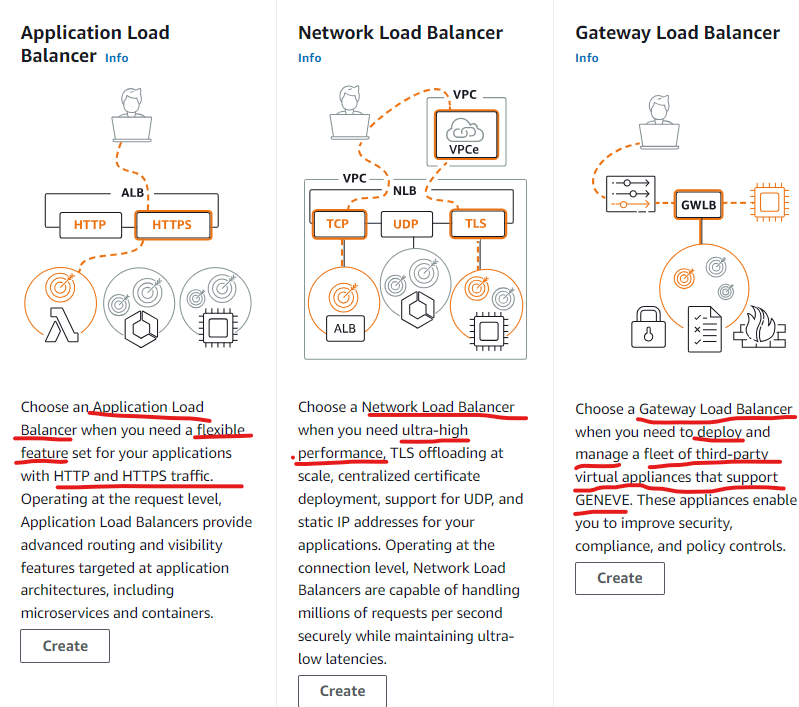 Application Load
Balancer Info
ALB
HTTP
HTTPS
Choose an Application Load
Balancer when you need a flexible
feature set for your applications
with HTTP and HTTPS traffic.
Operating at the request level,
Application Load Balancers provide
advanced routing and visibility
features targeted at application
architectures, including
microservices and containers.
Create
Network Load Balancer
Info
VPC
VPCe
VPC
NLB
TCP
UDP
TLS
ALB
Choose a Network Load Balancer
when you need ultra-high
performance, TLS offloading at
scale, centralized certificate
deployment, support for UDP, and
static IP addresses for your
applications. Operating at the
connection level, Network Load
Balancers are capable of handling
millions of requests per second
securely while maintaining ultra-
low latencies.
Create
Gateway Load Balancer
Info
GWLB
Choose a Gateway Load Balancer
when you need to deploy and
manage a fleet of third-party
virtual appliances that support
GENEVE. These appliances enable
you to improve security,
compliance, and policy controls.
Create